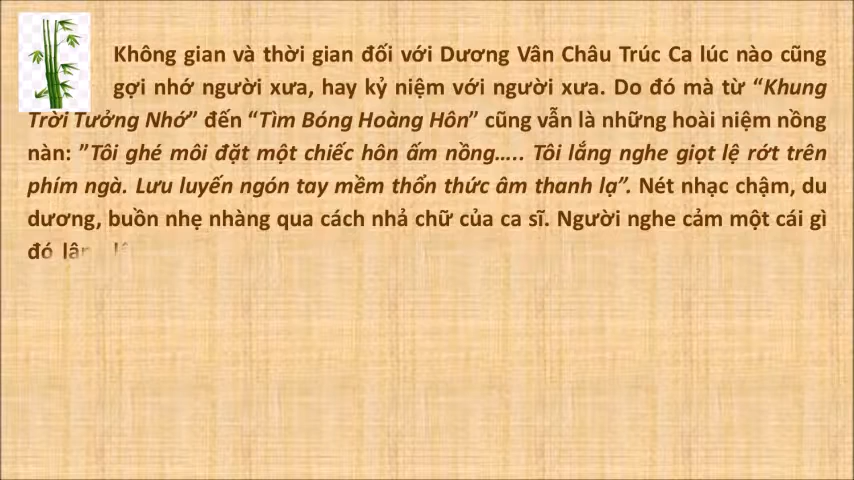 Không gian và thời gian đối với Dương Vân Châu Trúc Ca lúc nào cũng
gợi nhớ người xưa, hay kỷ niệm với người xưa. Do đó mà từ “Khung
Trời Tưởng Nhớ” đến “Tìm Bóng Hoàng Hôn” cũng vẫn là những hoài niệm nồng
nàn: ”Tôi ghé môi đặt một chiếc hôn ấm nồng..... Tôi lắng nghe giọt lệ rớt trên
phím ngà. Lưu luyến ngón tay mềm thổn thức âm thanh lạ”. Nét nhạc chậm, du
dương, buồn nhẹ nhàng qua cách nhả chữ của ca sĩ. Người nghe cảm một cái gì
đó